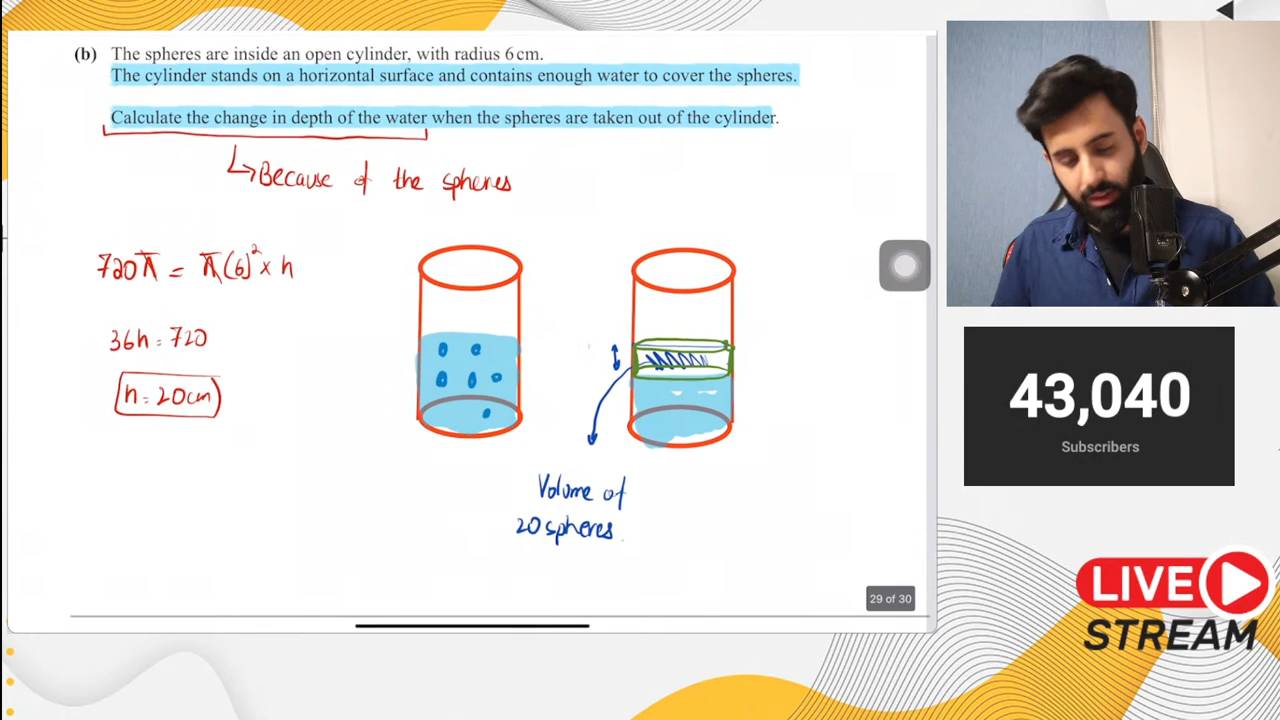 (b) The spheres are inside an open cylinder, with radius 6 cm.
The cylinder stands on a horizontal surface and contains enough water to cover the spheres.
Calculate the change in depth of the water when the spheres are taken out of the cylinder.
Because of the spheres
720π = π(6)² × h
36h = 720
h = 20cm
Volume of
20 spheres
29 of 30
43,040
Subscribers
LIVE
STREAM